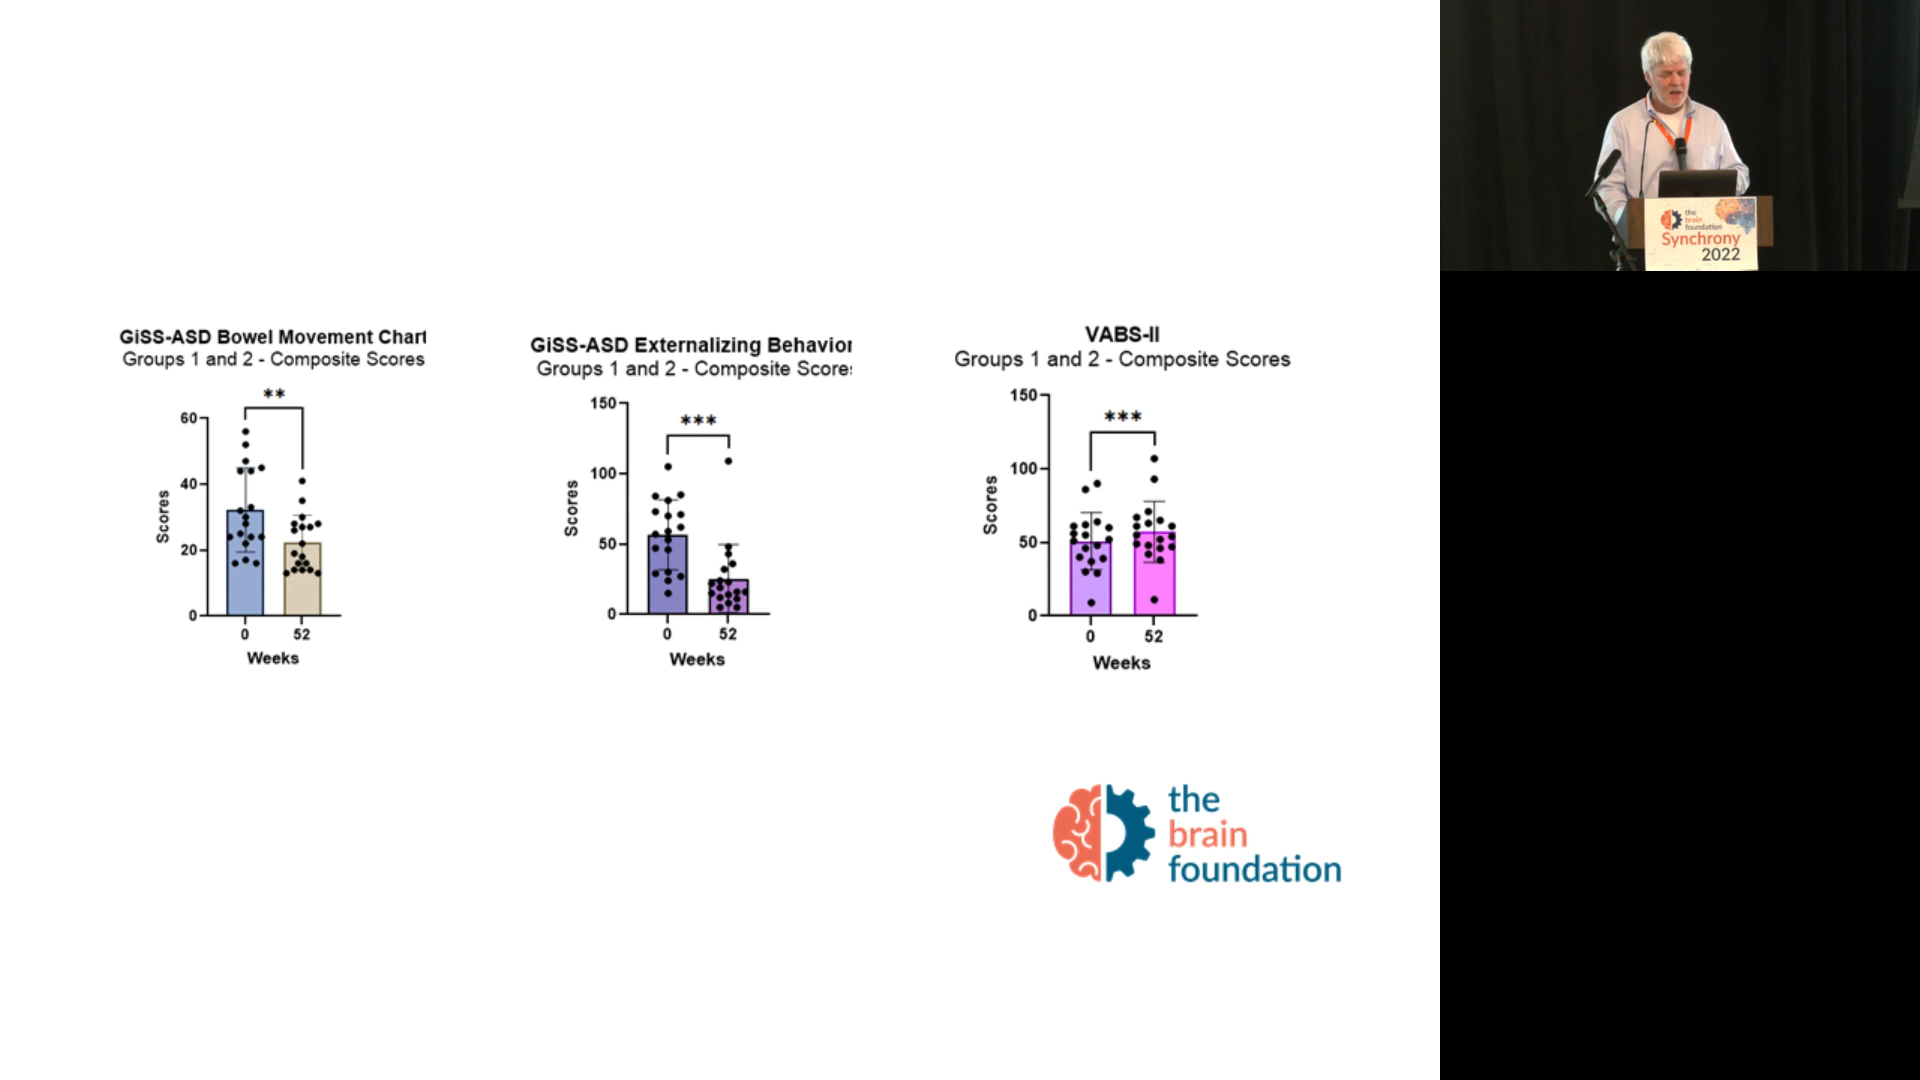 GiSS-ASD Bowel Movement Chart
Groups 1 and 2 - Composite Scores
**
60
40
20
0
Scores
0
52
Weeks
GiSS-ASD Externalizing Behavior
Groups 1 and 2 - Composite Scores
***
150
100
50
0
Scores
0
52
Weeks
VABS-II
Groups 1 and 2 - Composite Scores
***
150
100
50
0
Scores
0
52
Weeks
the
brain
foundation
the
brain
foundation
Synchrony
2022